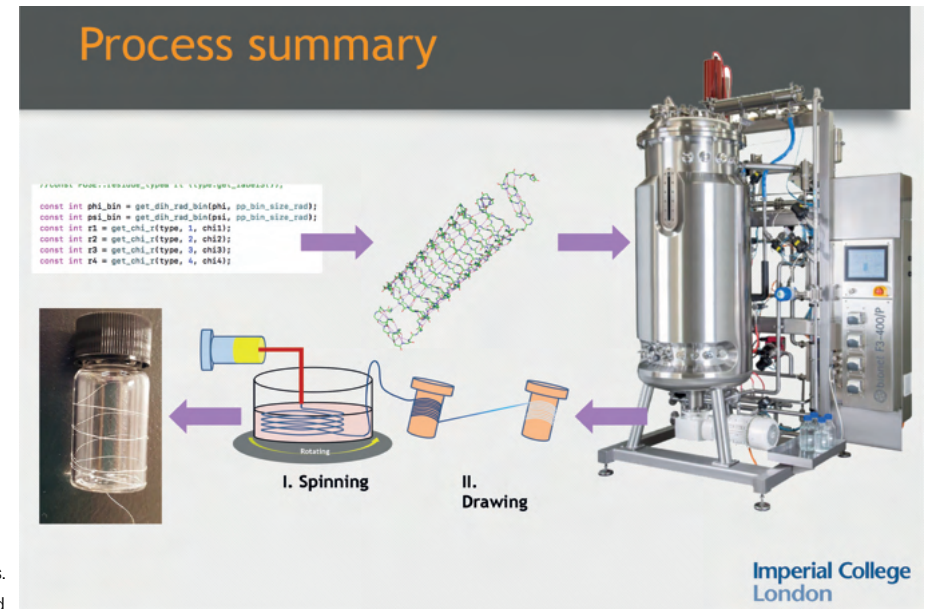 Process summary
const int phi_bin = get_dih_rad_bin(phi, pp_bin_size_rad);
const int psi_bin = get_dih_rad_bin(psi, pp_bin_size_rad);
const int r1 = get_chi_r(type, 1, chi1);
const int r2 = get_chi_r(type, 2, chi2);
const int r3 = get_chi_r(type, 3, chi3);
const int r4 = get_chi_r(type, 4, chi4);
F3-400/P
Rotating
I. Spinning
II.
Drawing
s.
d
Imperial College
London